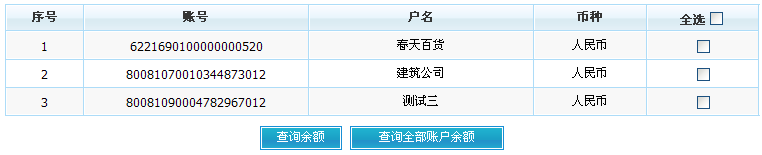 序号 账号 户名 币种 全选
1 6221690100000000520 春天百货 人民币
2 80081070010344873012 建筑公司 人民币
3 80081090004782967012 测试三 人民币
查询余额 查询全部账户余额